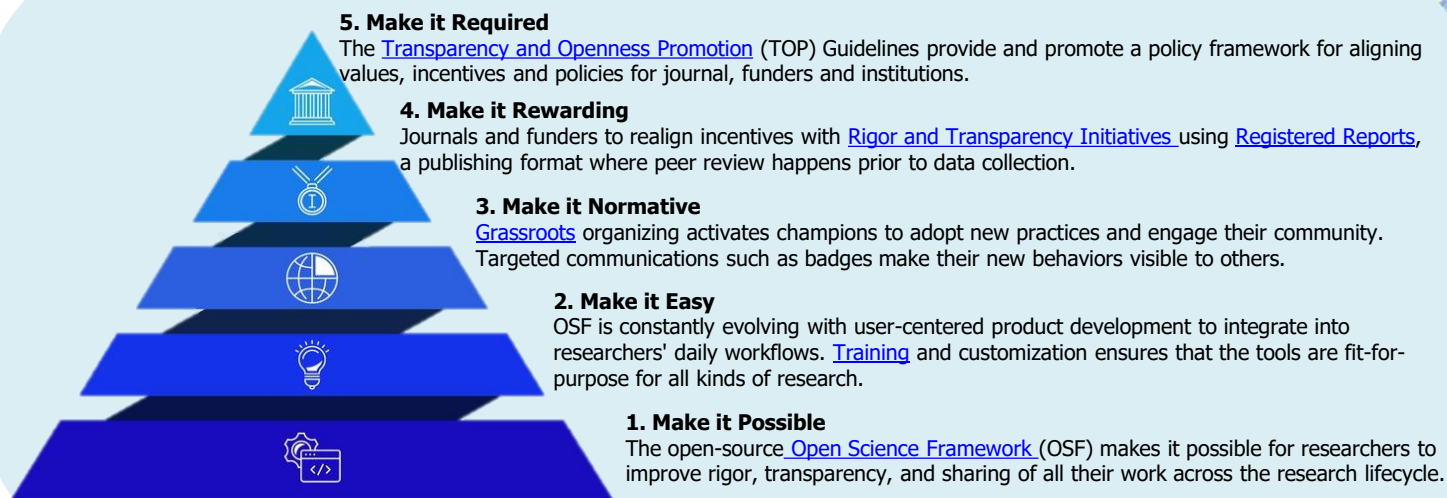 5. Make it Required
The Transparency and Openness Promotion (TOP) Guidelines provide and promote a policy framework for aligning
values, incentives and policies for journal, funders and institutions.
4. Make it Rewarding
Journals and funders to realign incentives with Rigor and Transparency Initiatives using Registered Reports,
a publishing format where peer review happens prior to data collection.
3. Make it Normative
Grassroots organizing activates champions to adopt new practices and engage their community.
Targeted communications such as badges make their new behaviors visible to others.
2. Make it Easy
OSF is constantly evolving with user-centered product development to integrate into
researchers' daily workflows. Training and customization ensures that the tools are fit-for-
purpose for all kinds of research.
1. Make it Possible
The open-source Open Science Framework (OSF) makes it possible for researchers to
improve rigor, transparency, and sharing of all their work across the research lifecycle.